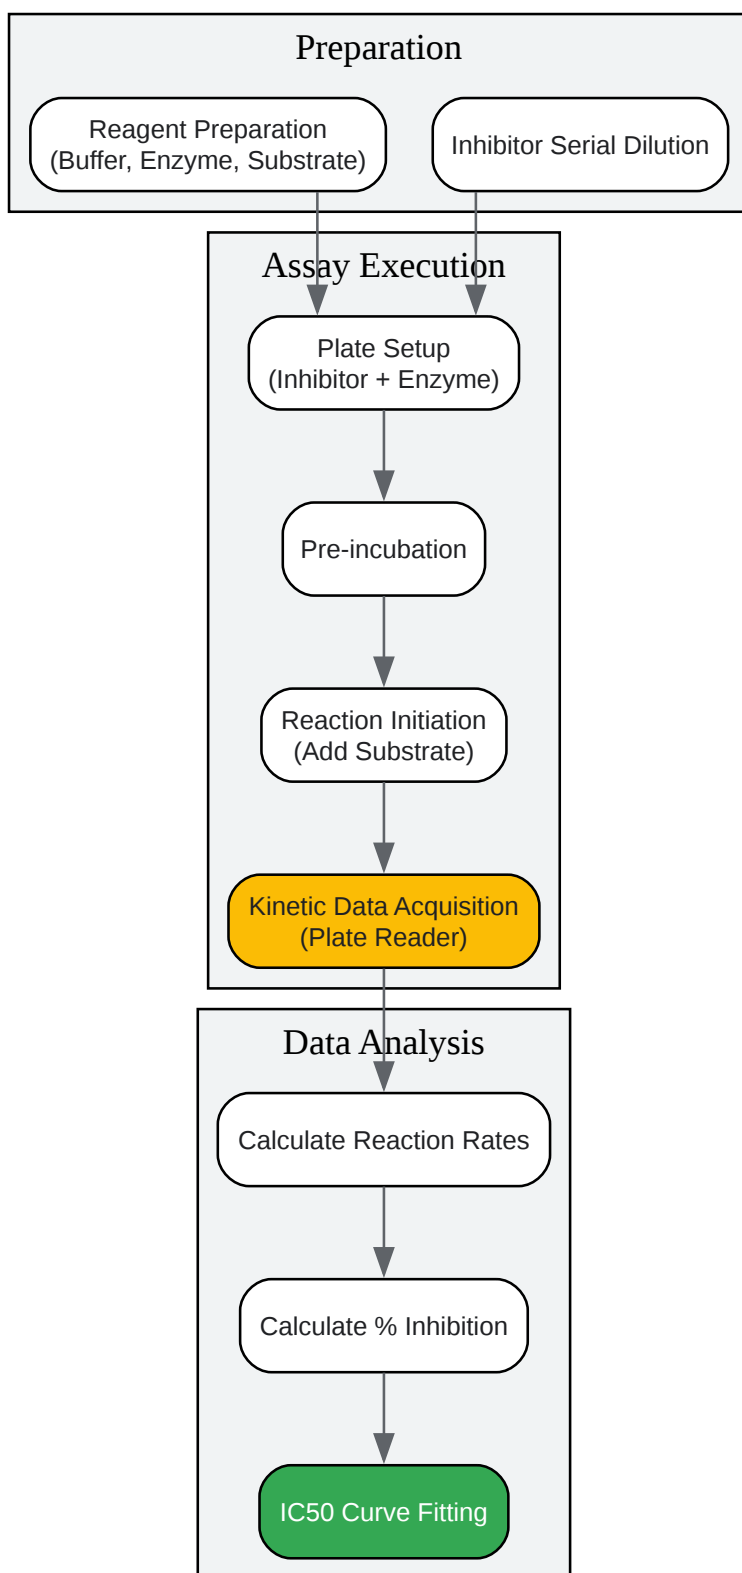 Preparation
Reagent Preparation
(Buffer, Enzyme, Substrate)
Inhibitor Serial Dilution
Assay Execution
Plate Setup
(Inhibitor + Enzyme)
Pre-incubation
Reaction Initiation
(Add Substrate)
Kinetic Data Acquisition
(Plate Reader)
Data Analysis
Calculate Reaction Rates
Calculate % Inhibition
IC50 Curve Fitting